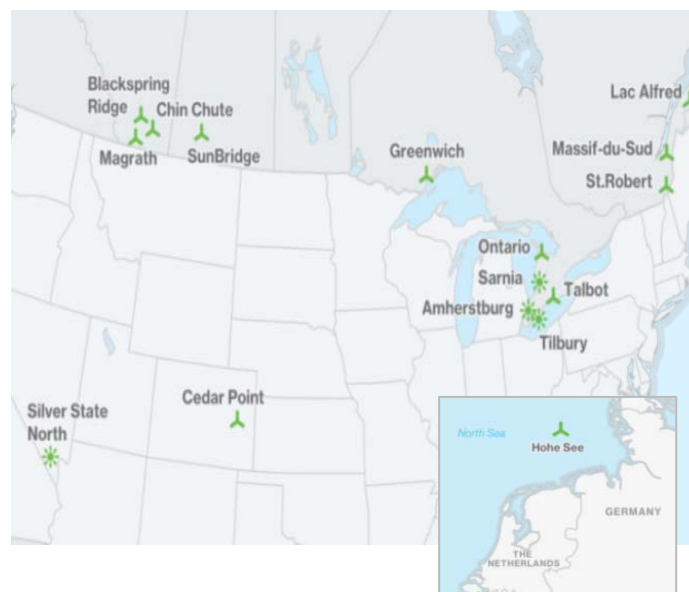 Blackspring
Ridge
Chin Chute
Magrath
SunBridge
Greenwich
Lac Alfred
Massif-du-Sud
St.Robert
Ontario
Sarnia
Talbot
Amherstburg
Tilbury
Cedar Point
Silver State
North
North Sea
Hohe See
GERMANY
THE
NETHERLANDS